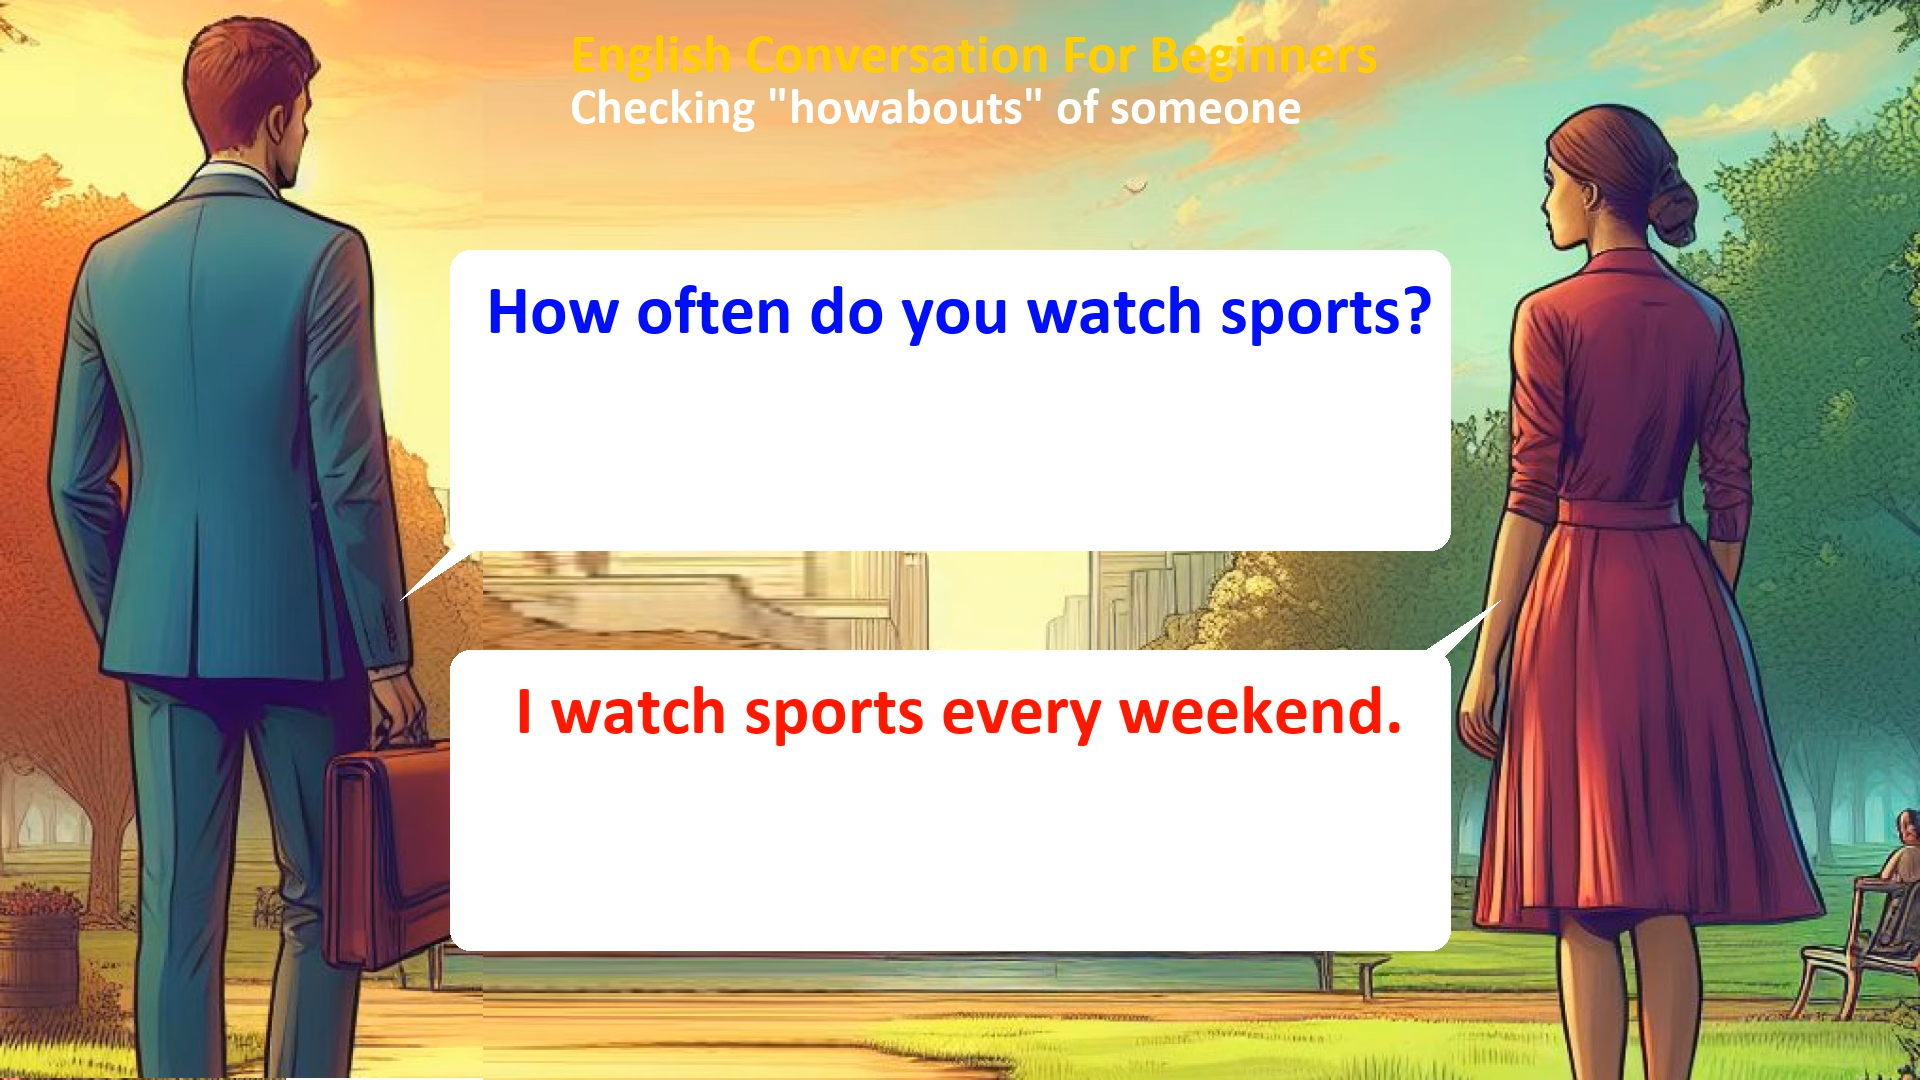 English Conversation For Beginners
Checking "howabouts" of someone
How often do you watch sports?
I watch sports every weekend.